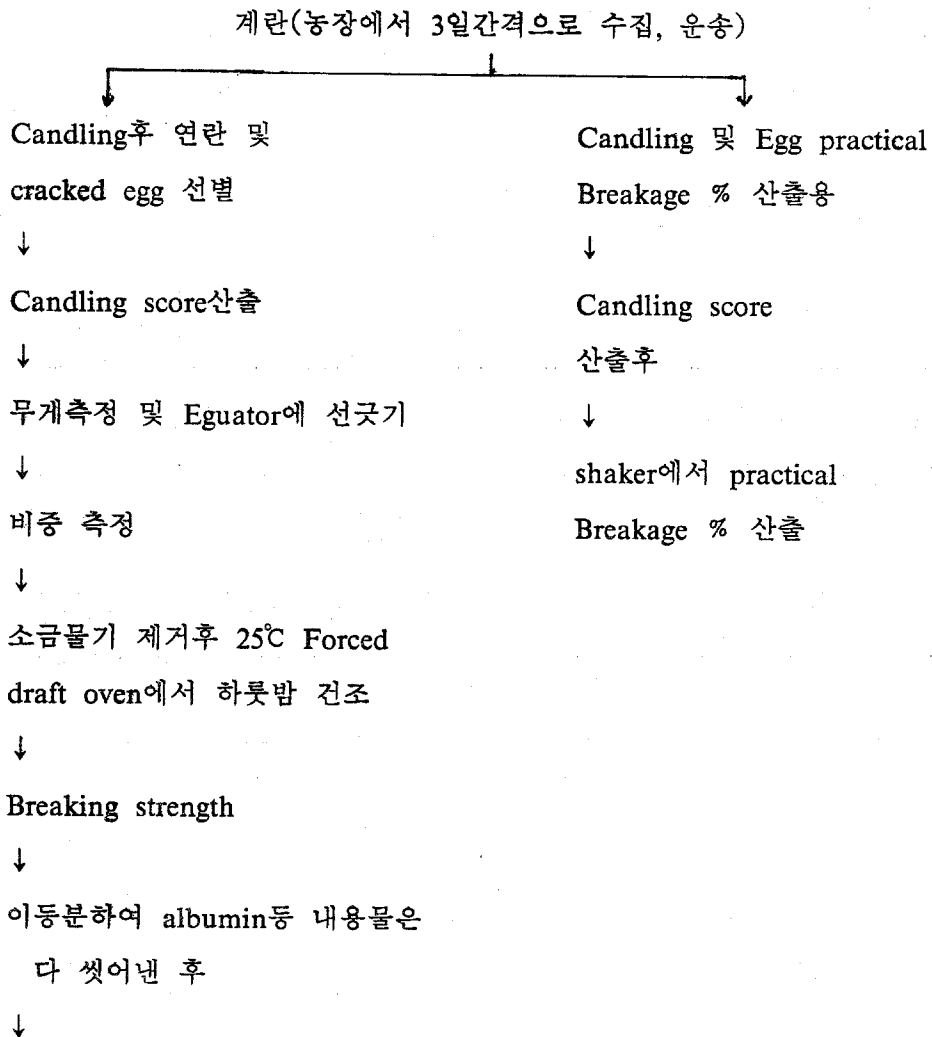 계란(농장에서 3일간격으로 수집, 운송)
Candling후 연란 및
cracked egg 선별
↓
Candling score산출
↓
무게측정 및 Eguator에 선긋기
↓
비중 측정
↓
소금물기 제거후 25℃ Forced
draft oven에서 하룻밤 건조
↓
Breaking strength
↓
이등분하여 albumin등 내용물은
다 씻어낸 후
↓
Candling 및 Egg practical
Breakage % 산출용
↓
Candling score
산출후
↓
shaker에서 practical
Breakage % 산출